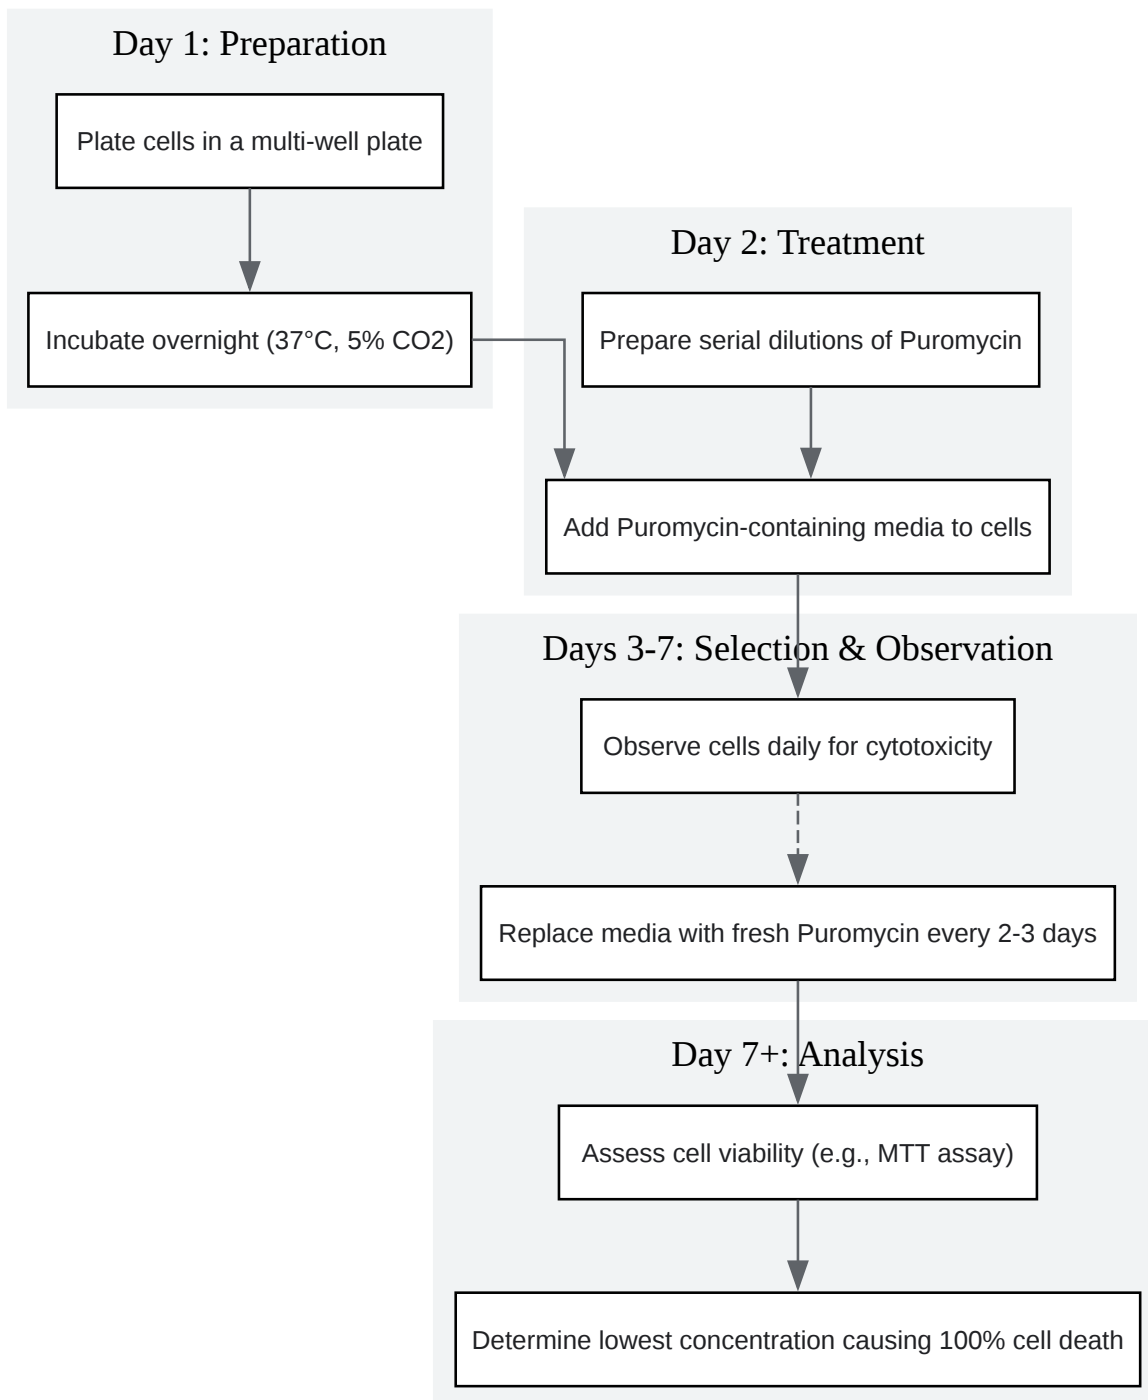 Day 1: Preparation
Plate cells in a multi-well plate
Incubate overnight (37°C, 5% CO2)
Day 2: Treatment
Prepare serial dilutions of Puromycin
Add Puromycin-containing media to cells
Days 3-7: Selection & Observation
Observe cells daily for cytotoxicity
Replace media with fresh Puromycin every 2-3 days
Day 7+: Analysis
Assess cell viability (e.g., MTT assay)
Determine lowest concentration causing 100% cell death